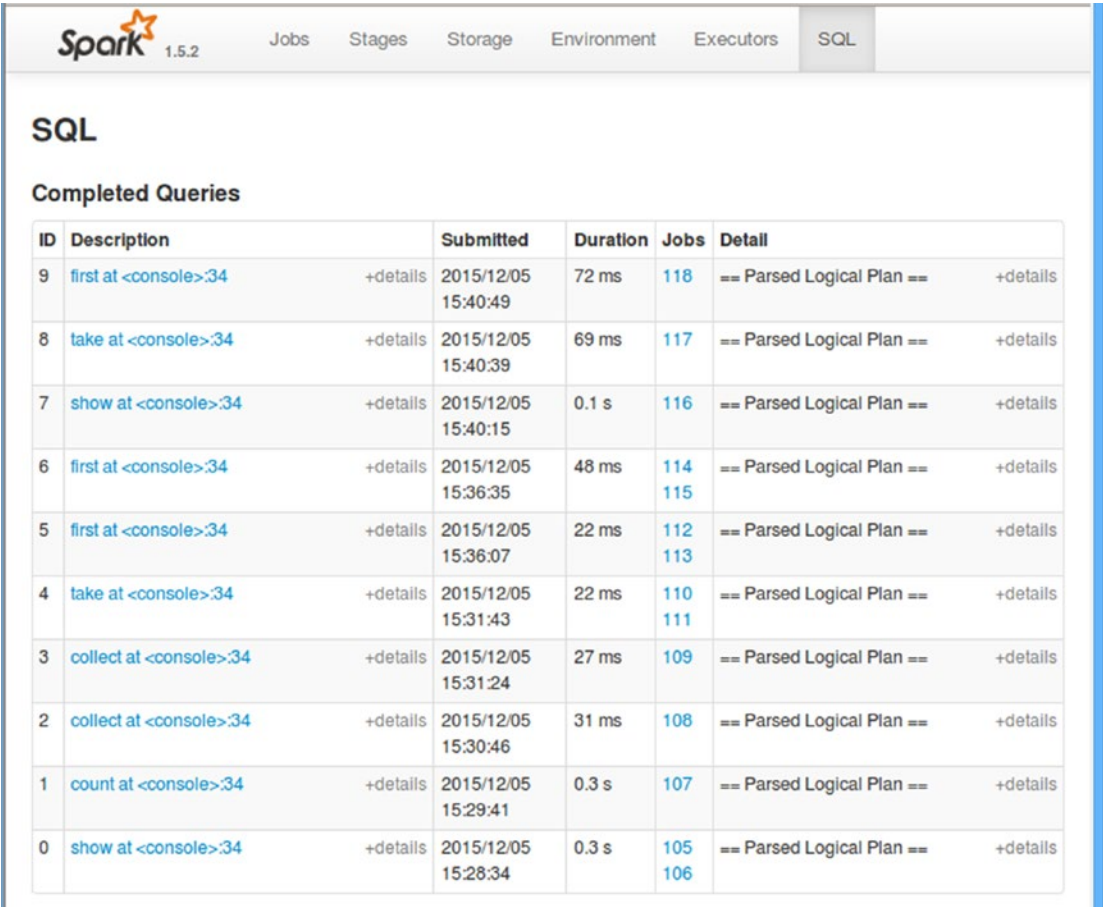 Spark 1.5.2 Jobs Stages Storage Environment Executors SQL
SQL
Completed Queries
ID Description Submitted Duration Jobs Detail
9 first at <console>:34 +details 2015/12/05 72 ms 118 == Parsed Logical Plan == +details
15:40:49
8 take at <console>:34 +details 2015/12/05 69 ms 117 == Parsed Logical Plan == +details
15:40:39
7 show at <console>:34 +details 2015/12/05 0.1 s 116 == Parsed Logical Plan == +details
15:40:15
6 first at <console>:34 +details 2015/12/05 48 ms 114 == Parsed Logical Plan == +details
15:36:35 115
5 first at <console>:34 +details 2015/12/05 22 ms 112 == Parsed Logical Plan == +details
15:36:07 113
4 take at <console>:34 +details 2015/12/05 22 ms 110 == Parsed Logical Plan == +details
15:31:43 111
3 collect at <console>:34 +details 2015/12/05 27 ms 109 == Parsed Logical Plan == +details
15:31:24
2 collect at <console>:34 +details 2015/12/05 31 ms 108 == Parsed Logical Plan == +details
15:30:46
1 count at <console>:34 +details 2015/12/05 0.3 s 107 == Parsed Logical Plan == +details
15:29:41
0 show at <console>:34 +details 2015/12/05 0.3 s 105 == Parsed Logical Plan == +details
15:28:34 106